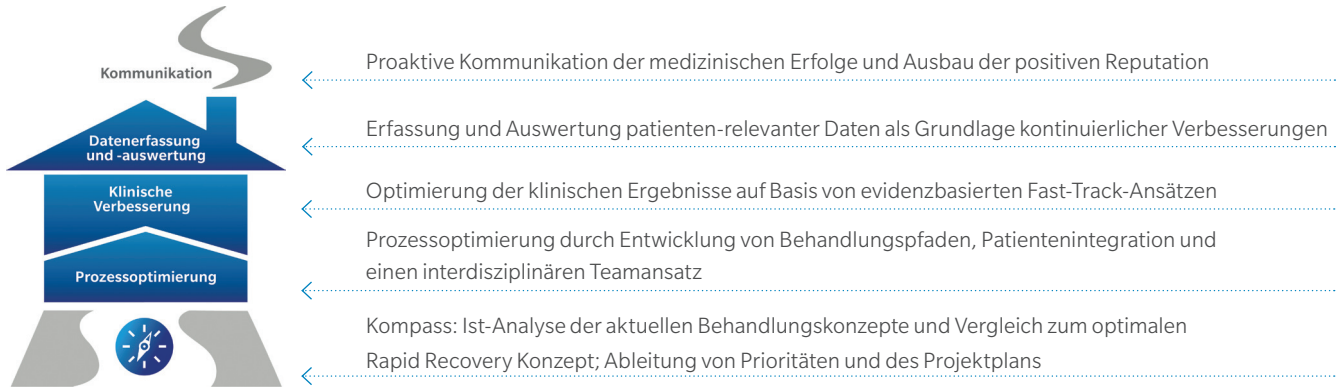 Kommunikation
Proaktive Kommunikation der medizinischen Erfolge und Ausbau der positiven Reputation
Datenerfassung
und -auswertung
Erfassung und Auswertung patienten-relevanter Daten als Grundlage kontinuierlicher Verbesserungen
Klinische
Verbesserung
Optimierung der klinischen Ergebnisse auf Basis von evidenzbasierten Fast-Track-Ansätzen
Prozessoptimierung
Prozessoptimierung durch Entwicklung von Behandlungspfaden, Patientenintegration und
einen interdisziplinären Teamansatz
Kompass: Ist-Analyse der aktuellen Behandlungskonzepte und Vergleich zum optimalen
Rapid Recovery Konzept; Ableitung von Prioritäten und des Projektplans